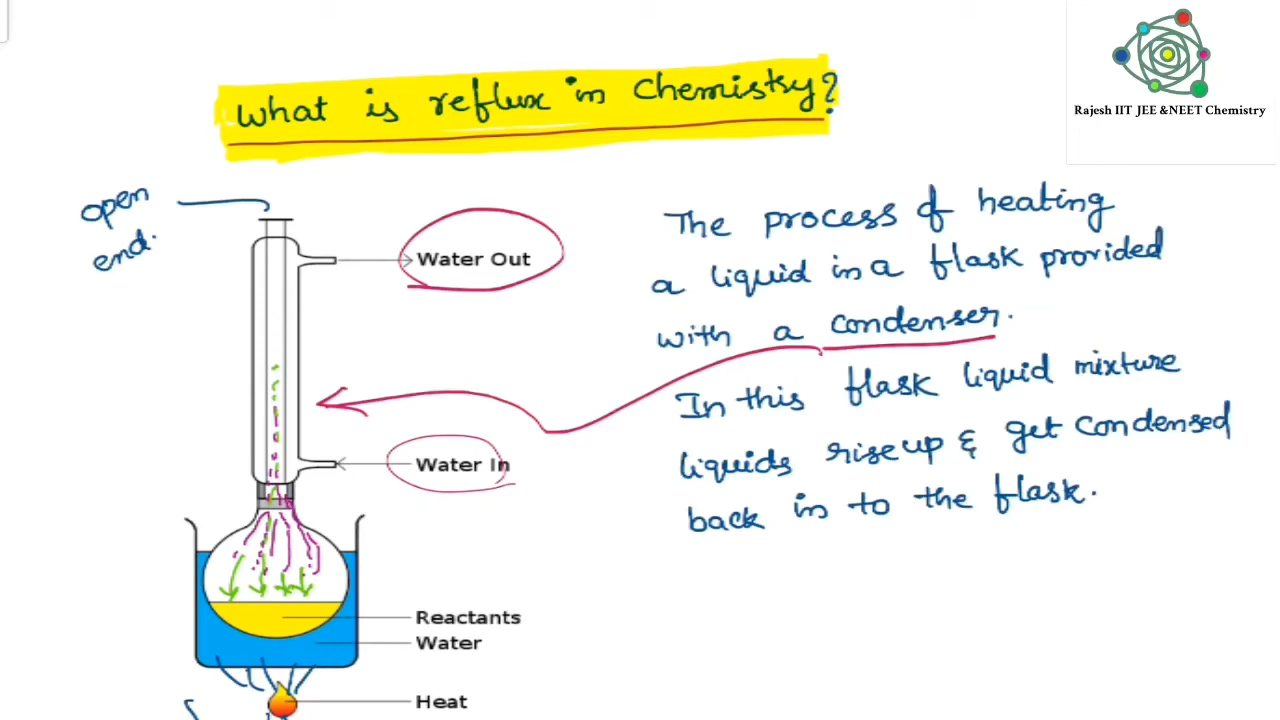 What is reflux in Chemistry?
Rajesh IIT JEE &NEET Chemistry
open
end.
Water Out
Water In
Reactants
Water
Heat
The process of heating
a liquid in a flask provided
with a condenser.
In this flask liquid mixture
liquids rise up & get condensed
back in to the flask.